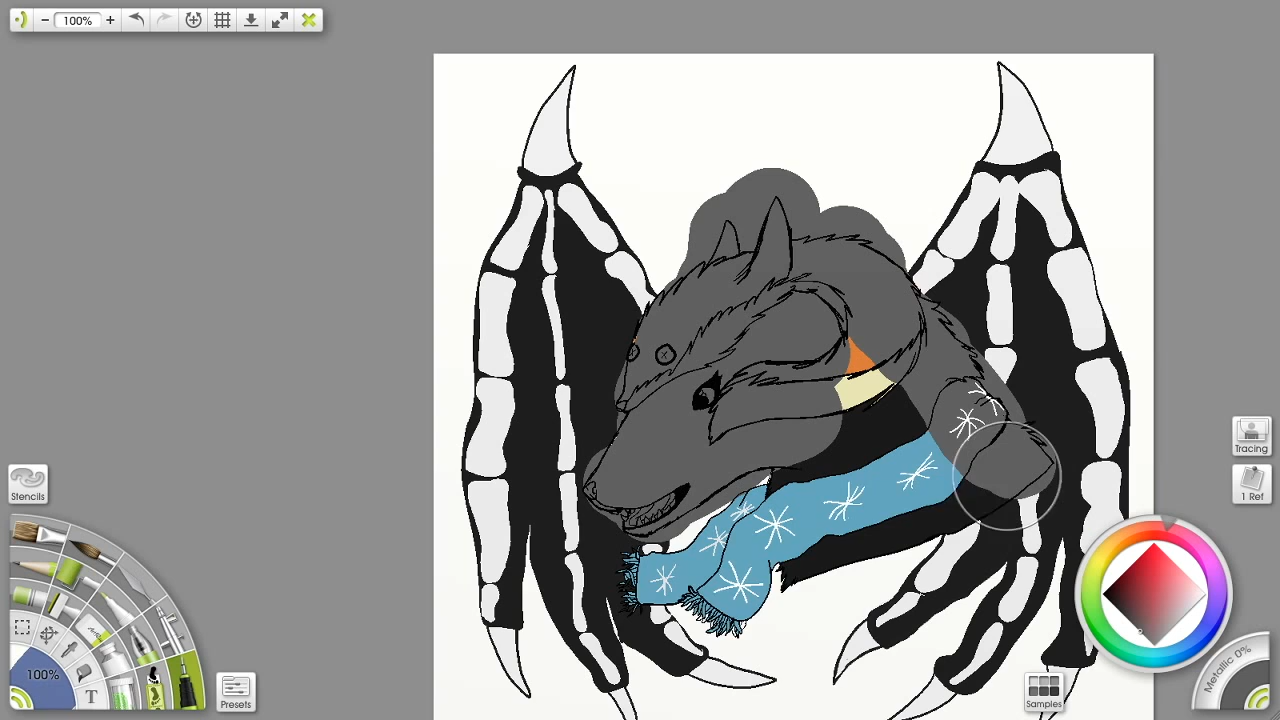 100%
Stencils
Tracing
1 Ref
100%
T
Presets
Samples
Metallic 0%